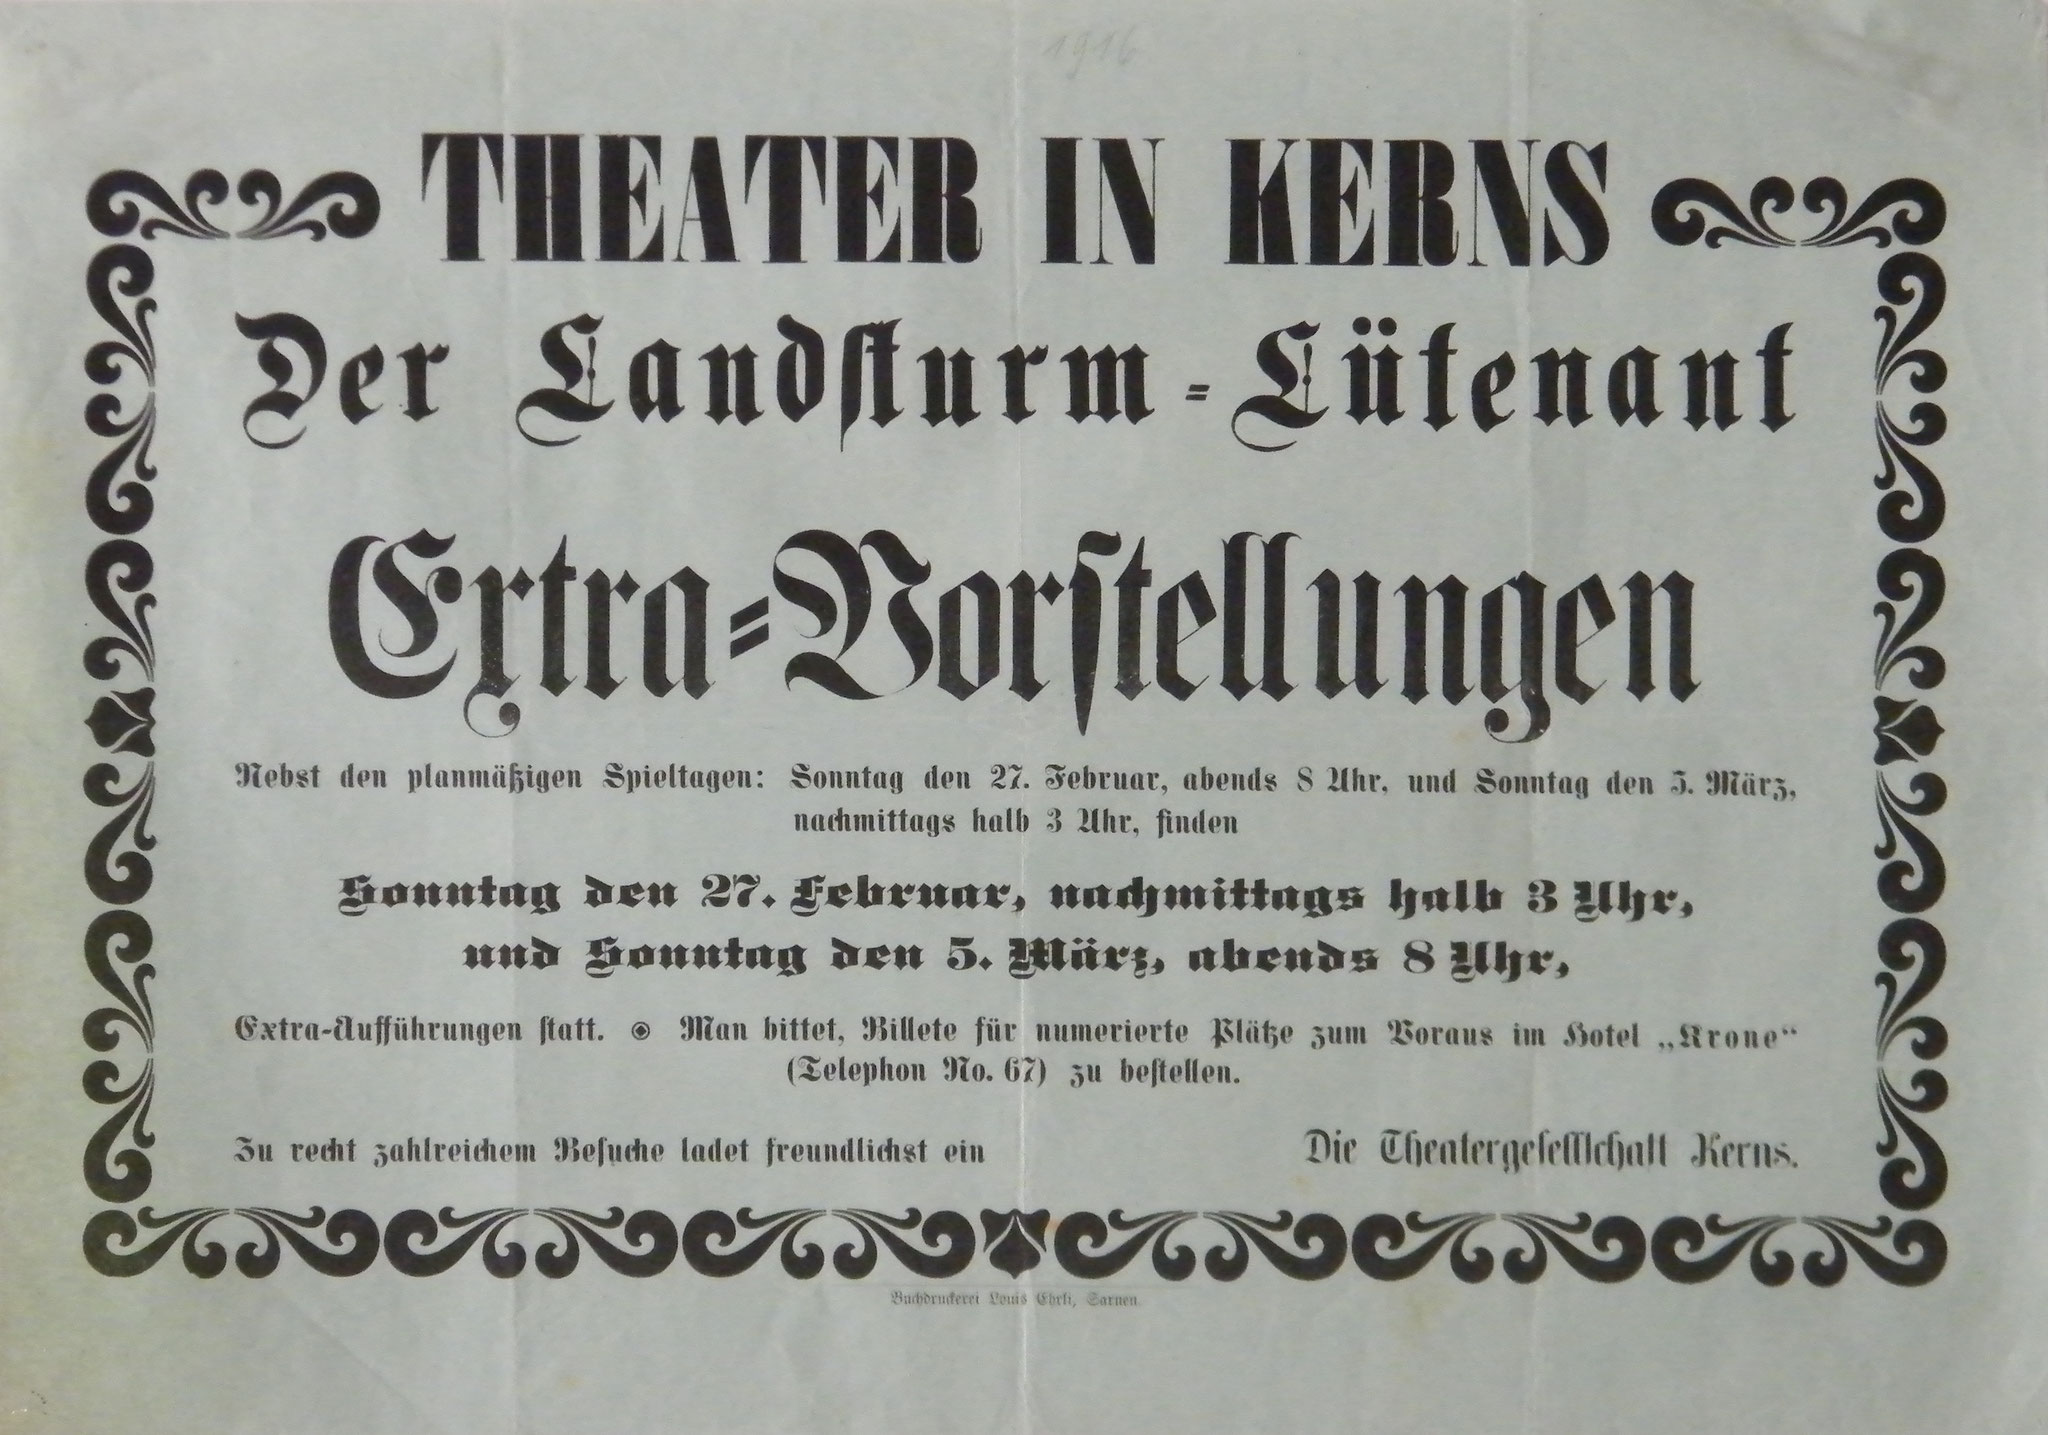 1916
THEATER IN KERNS
Der Landsturm=Lütenant
Extra=Vorstellungen
Nebst den planmäßigen Spieltagen: Sonntag den 27. Februar, abends 8 Uhr, und Sonntag den 5. März,
nachmittags halb 3 Uhr, finden
Sonntag den 27. Februar, nachmittags halb 3 Uhr,
und Sonntag den 5. März, abends 8 Uhr,
Extra-Aufführungen statt. ◉ Man bittet, Billete für numerierte Plätze zum Voraus im Hotel „Krone“
(Telephon No. 67) zu bestellen.
Zu recht zahlreichem Besuche ladet freundlichst ein
Die Theatergesellschaft Kerns.
Buchdruckerei Louis Ehrli, Sarnen.